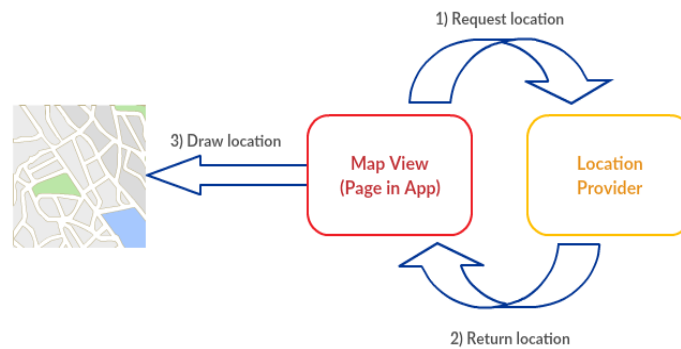 1) Request location
3) Draw location
Map View
(Page in App)
Location
Provider
2) Return location